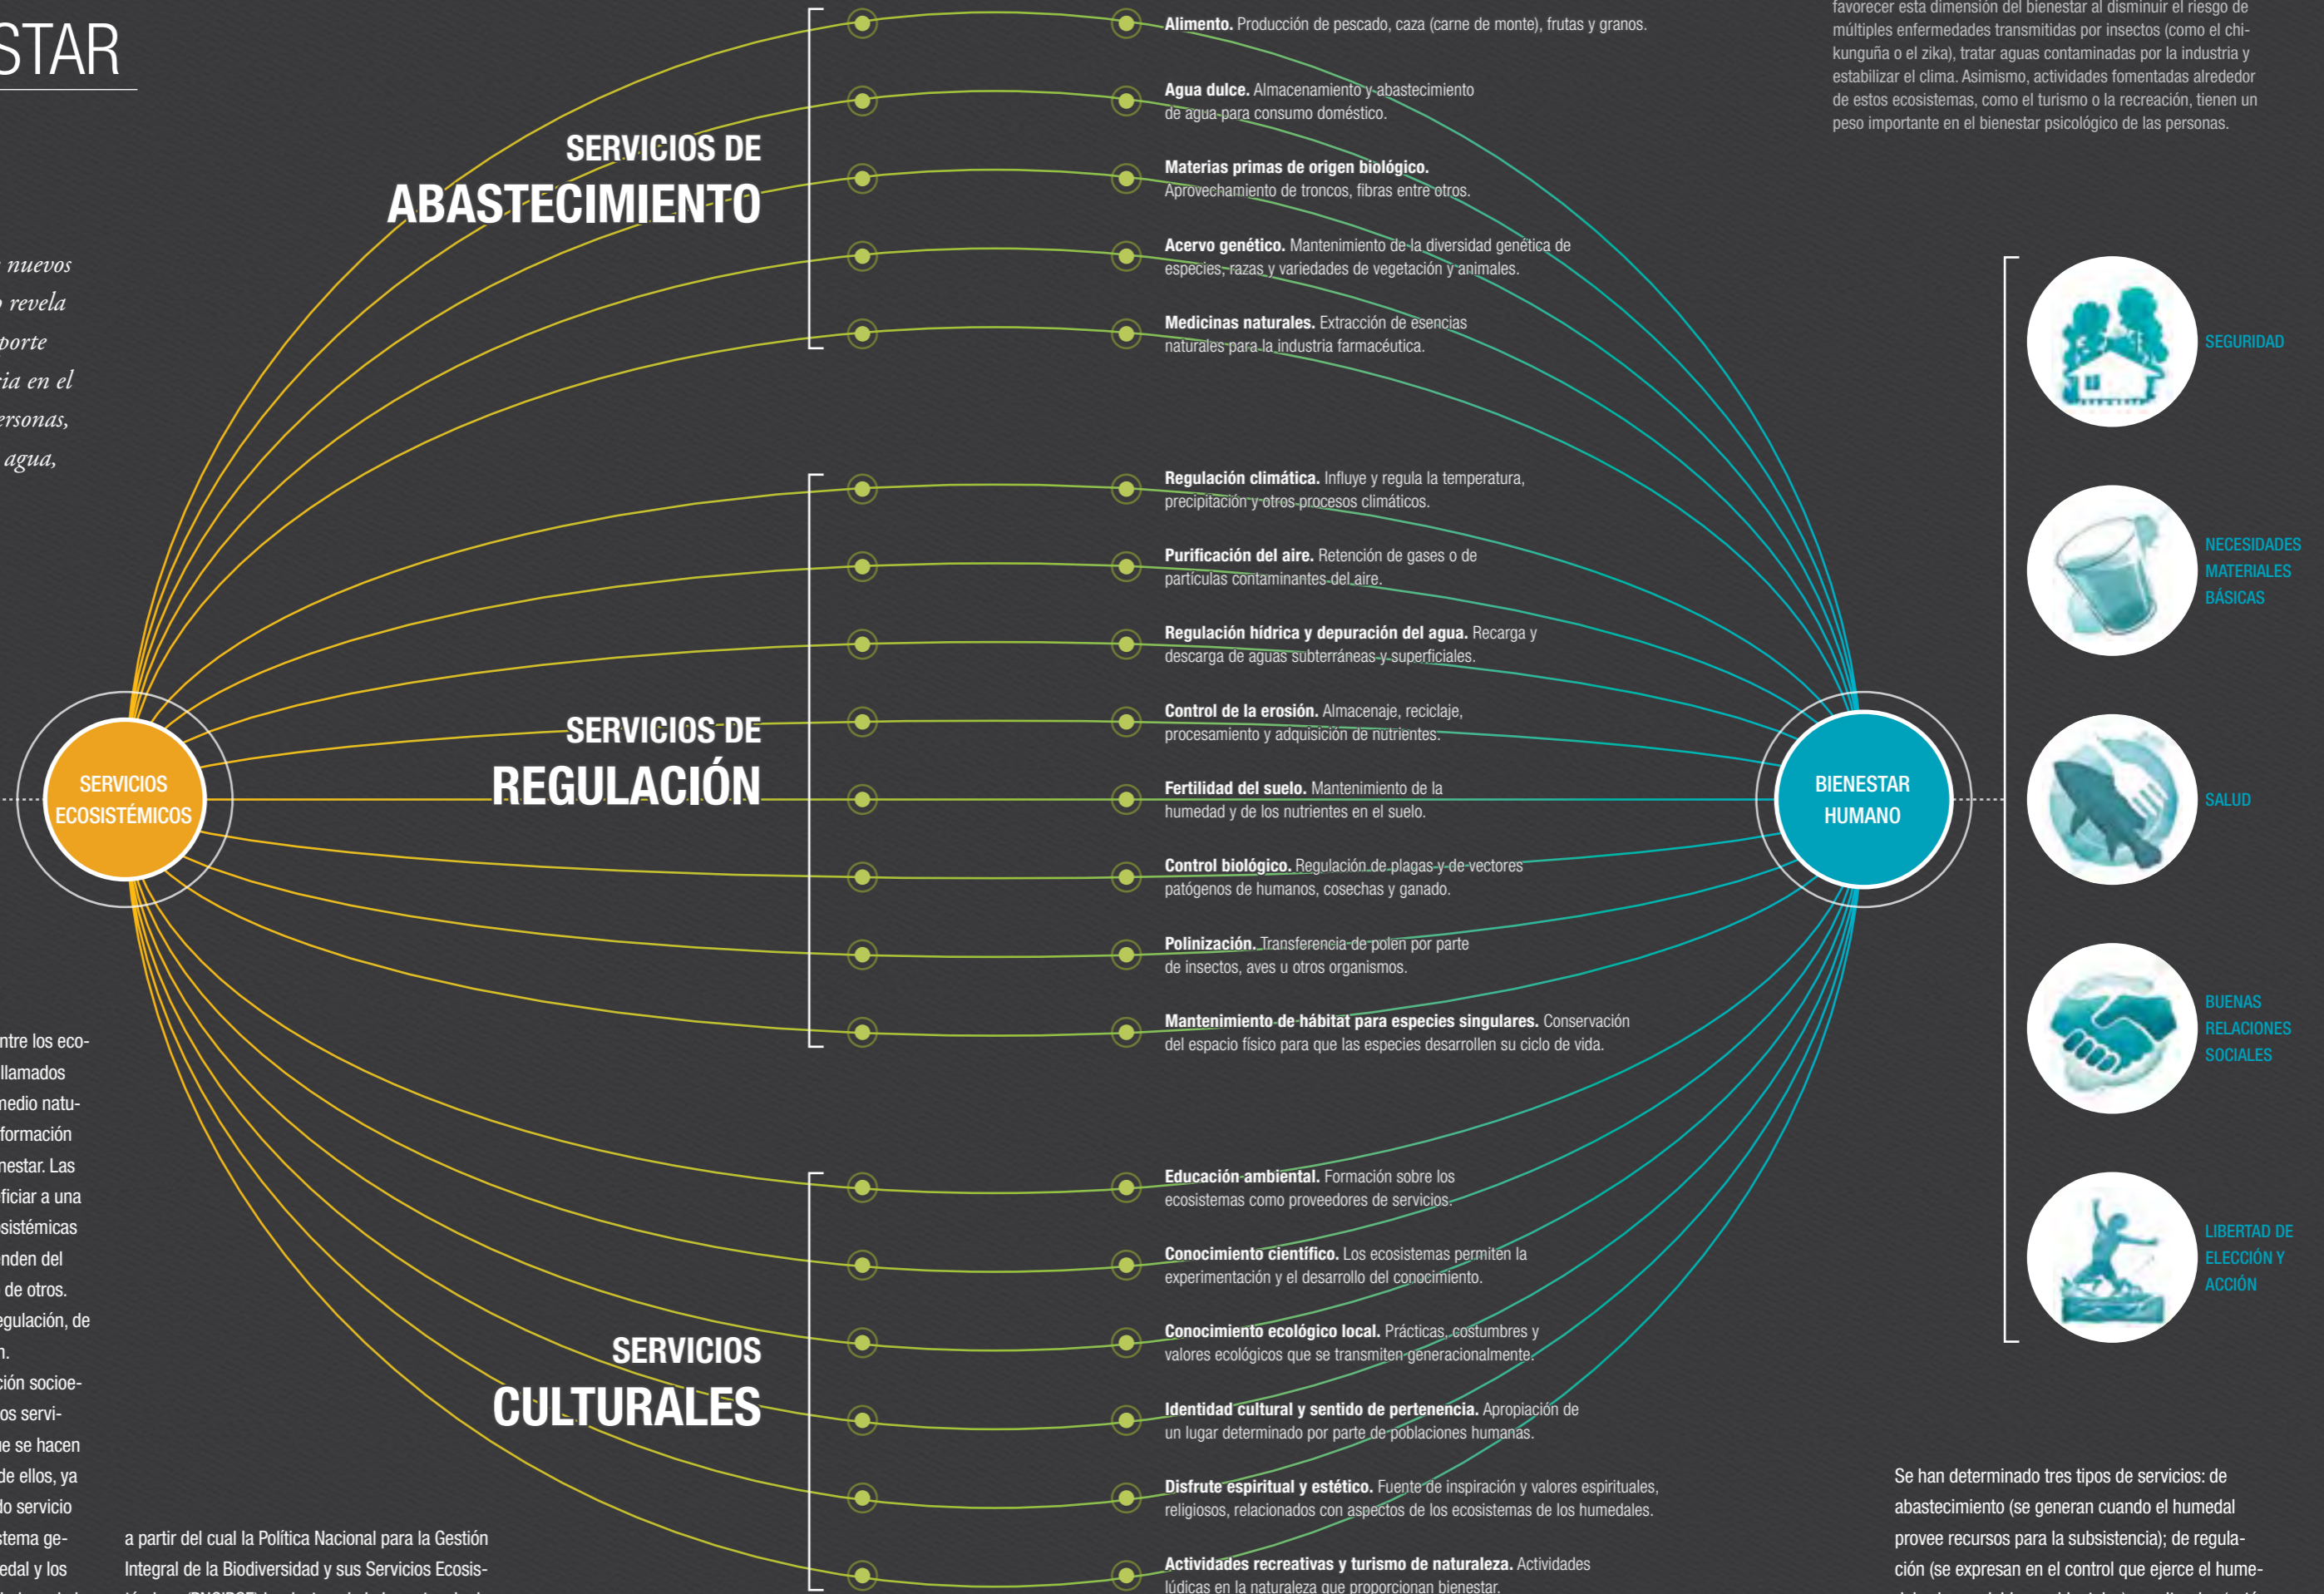 STAR
nuevos
revela
porte
cia en el
personas,
agua,
ntre los eco-
llamados
medio natu-
formación
nestar. Las
eficiar a una
osistémicas
enden del
de otros.
egulación, de
n.
ción socioe-
os servi-
ue se hacen
de ellos, ya
do servicio
stema ge-
edal y los
a partir del cual la Política Nacional para la Gestión
Integral de la Biodiversidad y sus Servicios Ecosis-
SERVICIOS
ECOSISTÉMICOS
SERVICIOS DE
ABASTECIMIENTO
Alimento. Producción de pescado, caza (carne de monte), frutas y granos.
Agua dulce. Almacenamiento y abastecimiento
de agua para consumo doméstico.
Materias primas de origen biológico.
Aprovechamiento de troncos, fibras entre otros.
Acervo genético. Mantenimiento de la diversidad genética de
especies, razas y variedades de vegetación y animales.
Medicinas naturales. Extracción de esencias
naturales para la industria farmacéutica.
SERVICIOS DE
REGULACIÓN
Regulación climática. Influye y regula la temperatura,
precipitación y otros procesos climáticos.
Purificación del aire. Retención de gases o de
partículas contaminantes del aire.
Regulación hídrica y depuración del agua. Recarga y
descarga de aguas subterráneas y superficiales.
Control de la erosión. Almacenaje, reciclaje,
procesamiento y adquisición de nutrientes.
Fertilidad del suelo. Mantenimiento de la
humedad y de los nutrientes en el suelo.
Control biológico. Regulación de plagas y de vectores
patógenos de humanos, cosechas y ganado.
Polinización. Transferencia de polen por parte
de insectos, aves u otros organismos.
Mantenimiento de hábitat para especies singulares. Conservación
del espacio físico para que las especies desarrollen su ciclo de vida.
SERVICIOS
CULTURALES
Educación ambiental. Formación sobre los
ecosistemas como proveedores de servicios.
Conocimiento científico. Los ecosistemas permiten la
experimentación y el desarrollo del conocimiento.
Conocimiento ecológico local. Prácticas, costumbres y
valores ecológicos que se transmiten generacionalmente.
Identidad cultural y sentido de pertenencia. Apropiación de
un lugar determinado por parte de poblaciones humanas.
Disfrute espiritual y estético. Fuente de inspiración y valores espirituales,
religiosos, relacionados con aspectos de los ecosistemas de los humedales.
Actividades recreativas y turismo de naturaleza. Actividades
lúdicas en la naturaleza que proporcionan bienestar.
BIENESTAR
HUMANO
favorecer esta dimensión del bienestar al disminuir el riesgo de
múltiples enfermedades transmitidas por insectos (como el chi-
kunguña o el zika), tratar aguas contaminadas por la industria y
estabilizar el clima. Asimismo, actividades fomentadas alrededor
de estos ecosistemas, como el turismo o la recreación, tienen un
peso importante en el bienestar psicológico de las personas.
SEGURIDAD
NECESIDADES
MATERIALES
BÁSICAS
SALUD
BUENAS
RELACIONES
SOCIALES
LIBERTAD DE
ELECCIÓN Y
ACCIÓN
Se han determinado tres tipos de servicios: de
abastecimiento (se generan cuando el humedal
provee recursos para la subsistencia); de regula-
ción (se expresan en el control que ejerce el hume-